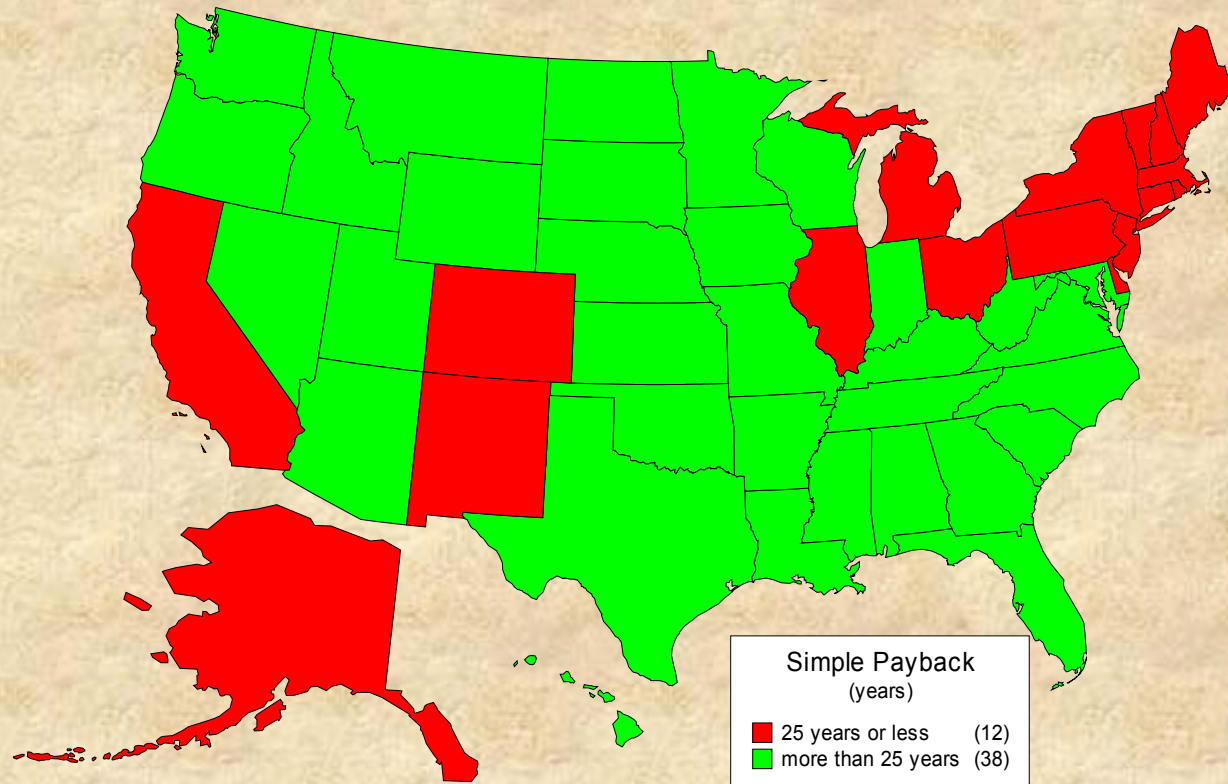 Simple Payback
(years)
25 years or less (12)
more than 25 years (38)